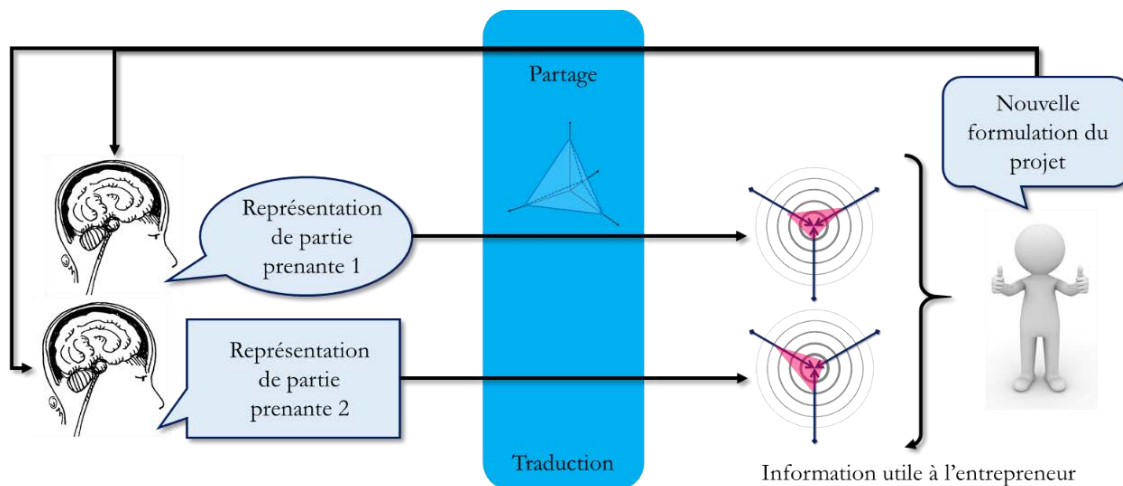 Partage
Nouvelle
formulation du
projet
Représentation
de partie
prenante 1
Représentation
de partie
prenante 2
Traduction
Information utile à l’entrepreneur